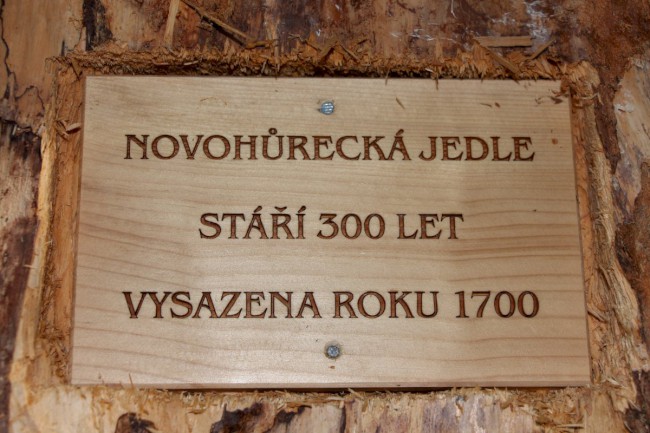 NOVOHŮRECKÁ JEDLE
STÁŘÍ 300 LET
VYSAZENA ROKU 1700